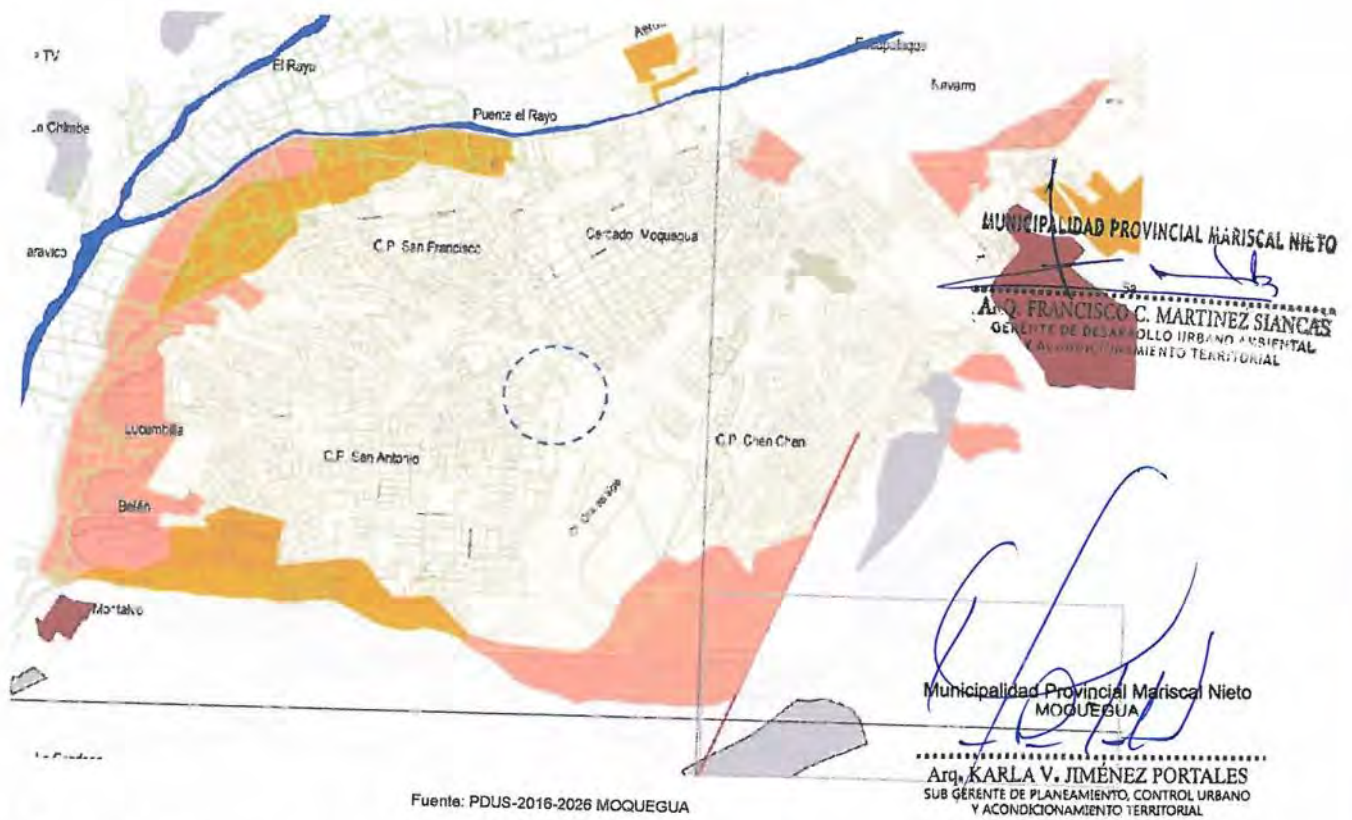 TV
El Rayo
Navarro
Puente el Rayo
C.P. San Francisco
Cercado Moquegua
MUNICIPALIDAD PROVINCIAL MARISCAL NIETO
ARQ. FRANCISCO C. MARTINEZ SIANCAS
GERENTE DE DESARROLLO URBANO AMBIENTAL
Y ACONDICIONAMIENTO TERRITORIAL
Lucumbilla
C.P. San Antonio
C.P. Chen Chen
Belén
Montalvo
Municipalidad Provincial Mariscal Nieto
MOQUEGUA
Arq. KARLA V. JIMÉNEZ PORTALES
SUB GERENTE DE PLANEAMIENTO, CONTROL URBANO
Y ACONDICIONAMIENTO TERRITORIAL
Fuente: PDUS-2016-2026 MOQUEGUA